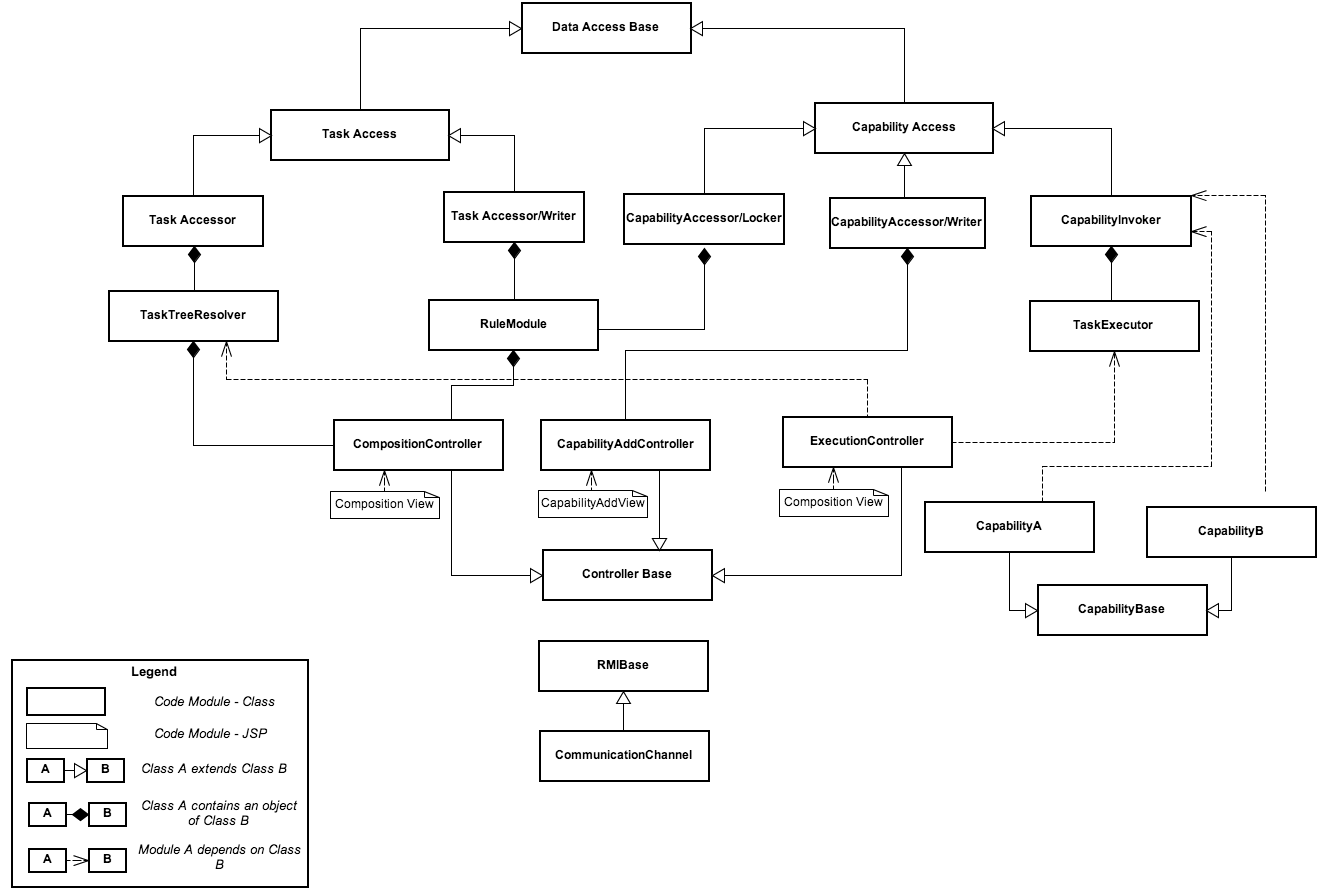 Data Access Base
Task Access
Capability Access
Task Accessor
Task Accessor/Writer
CapabilityAccessor/Locker
CapabilityAccessor/Writer
CapabilityInvoker
TaskTreeResolver
RuleModule
TaskExecutor
CompositionController
CapabilityAddController
ExecutionController
Composition View
CapabilityAddView
Composition View
CapabilityA
CapabilityB
Controller Base
CapabilityBase
RMIBase
CommunicationChannel
Legend
Code Module - Class
Code Module - JSP
A B Class A extends Class B
A B Class A contains an object
of Class B
A B Module A depends on Class
B